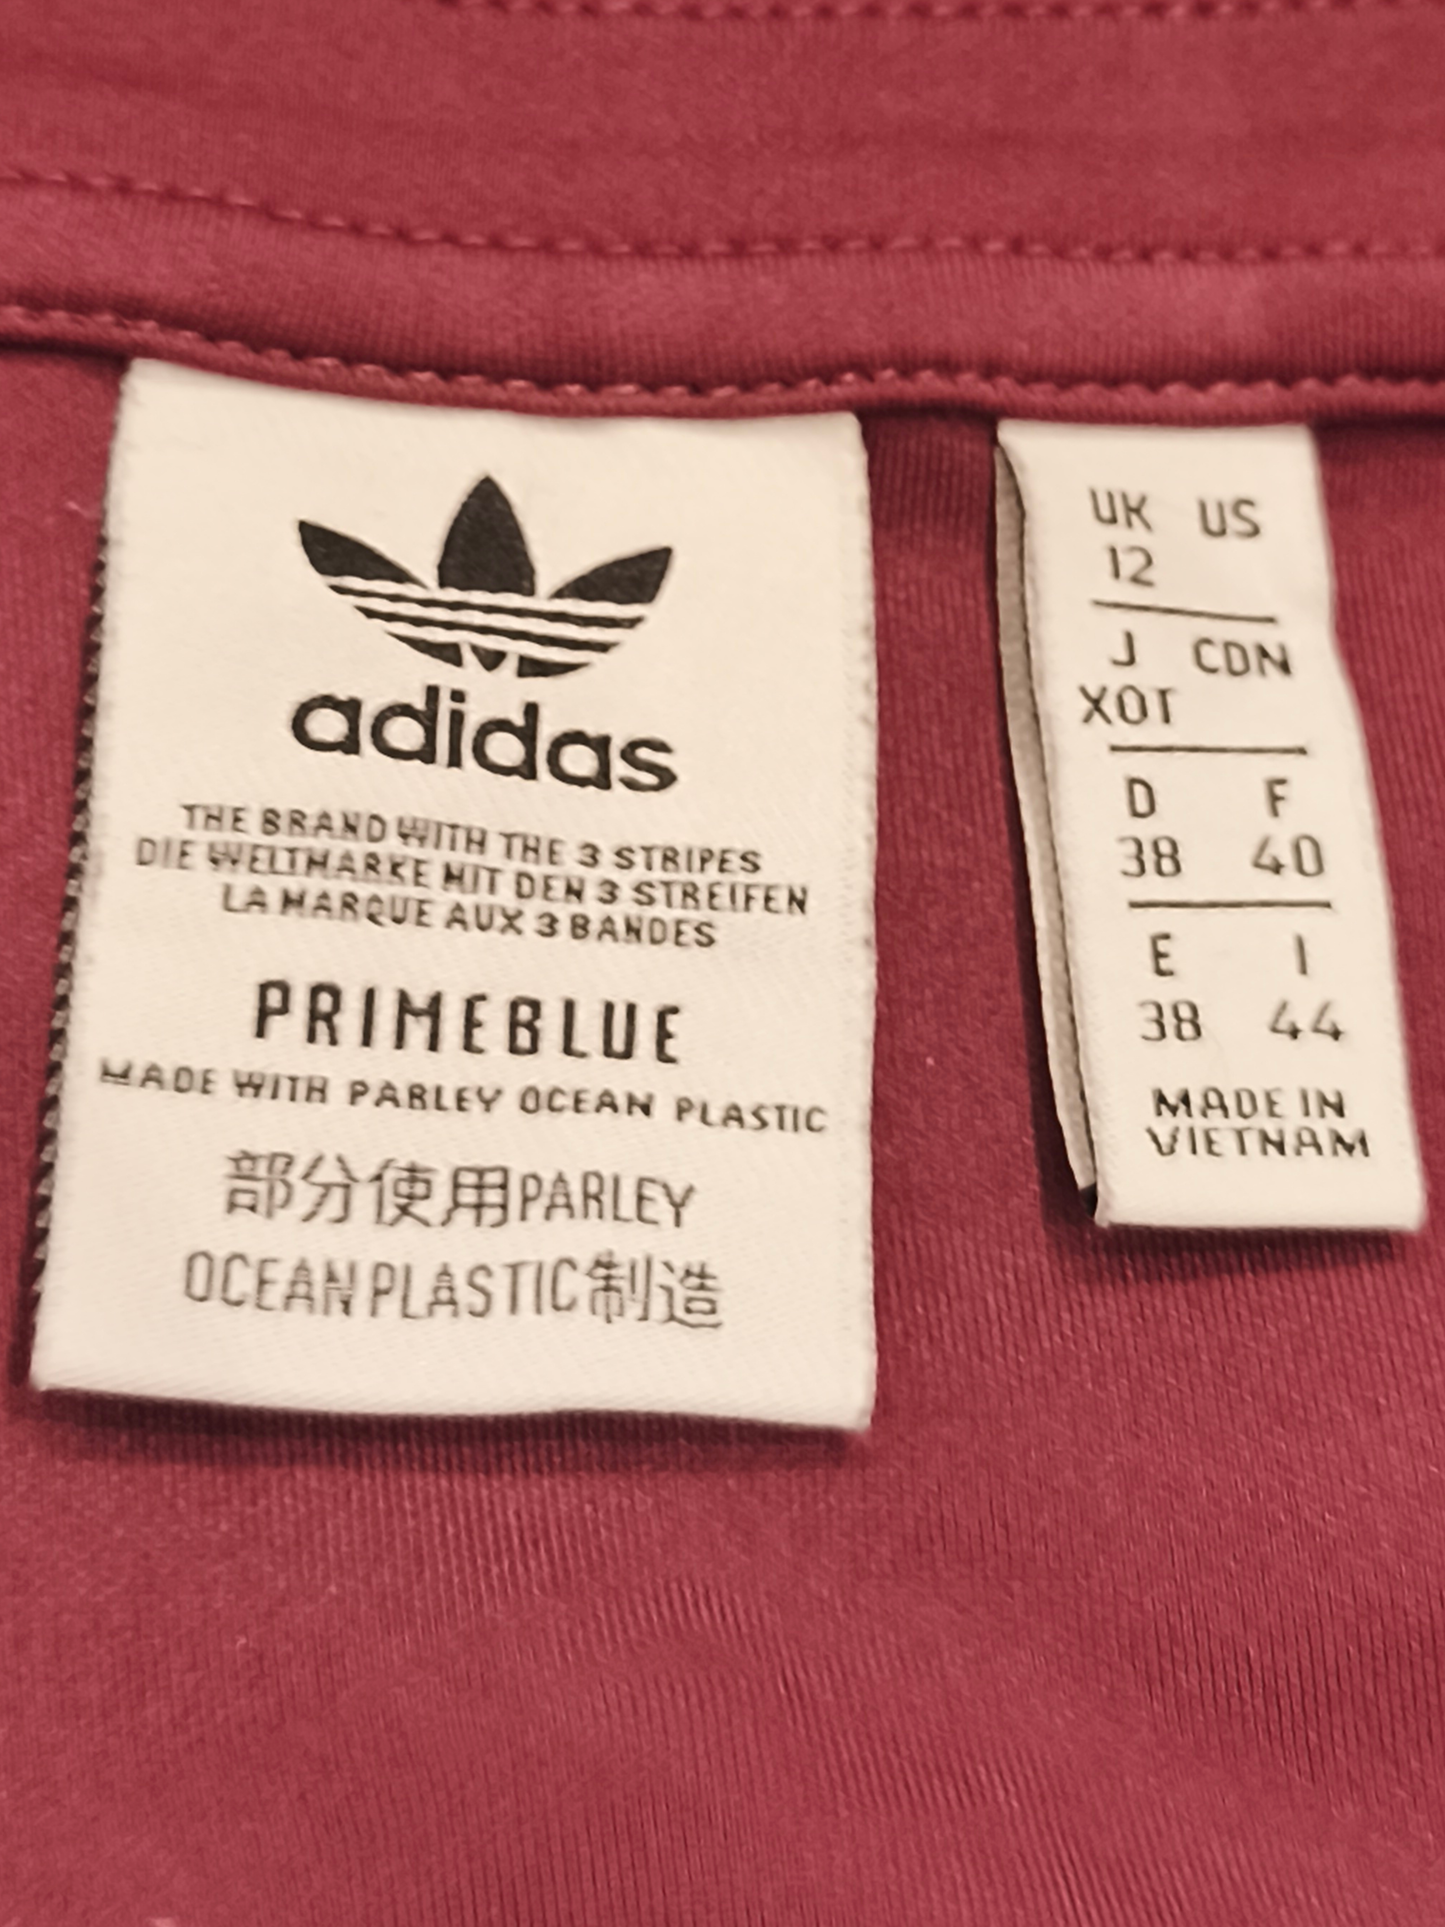 adidas
THE BRAND WITH THE 3 STRIPES
DIE WELTMARKE MIT DEN 3 STREIFEN
LA MARQUE AUX 3 BANDES
PRIMEBLUE
MADE WITH PARLEY OCEAN PLASTIC
部分使用PARLEY
OCEAN PLASTIC制造
UK US
12
J CDN
XOT
D F
38 40
E I
38 44
MADE IN
VIETNAM